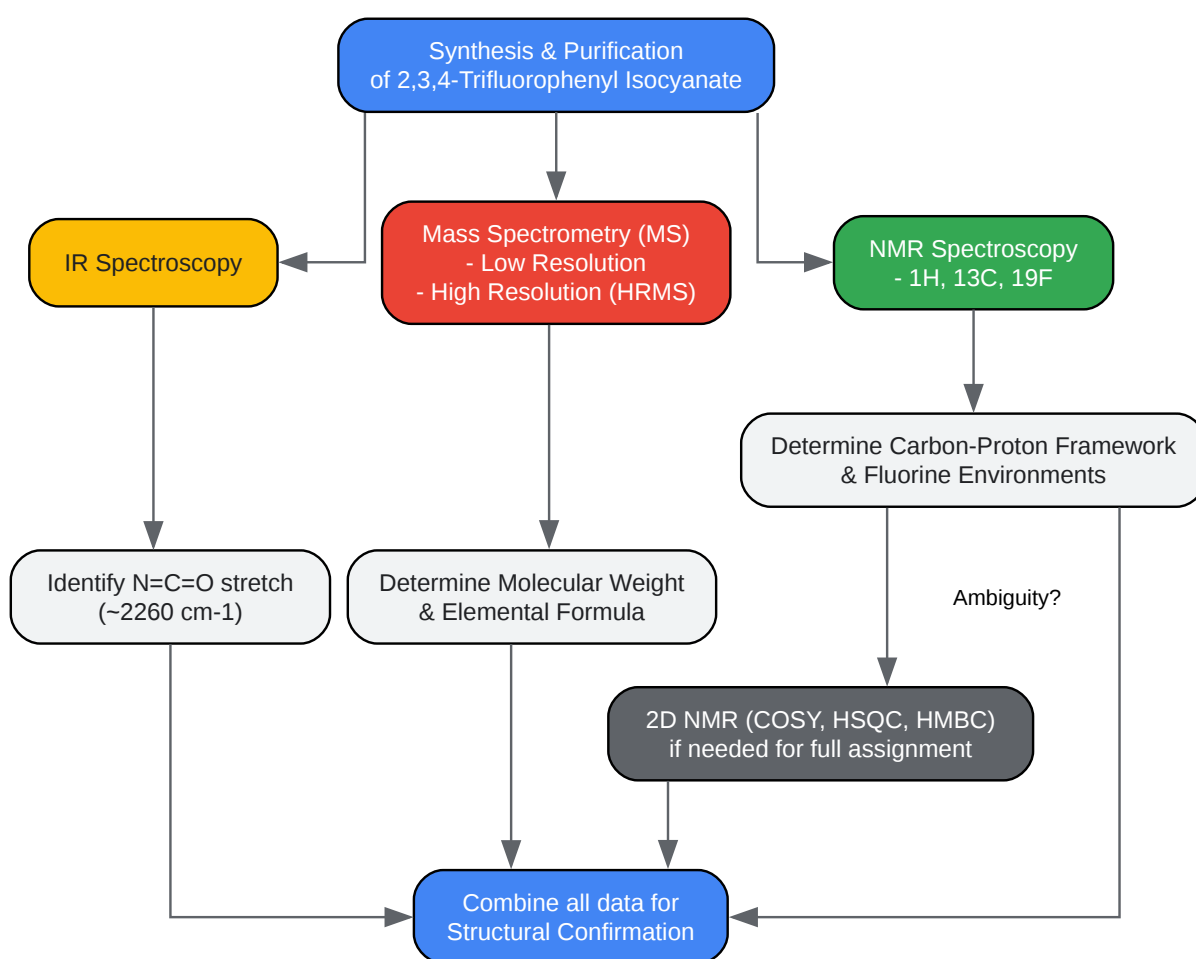 Synthesis & Purification
of 2,3,4-Trifluorophenyl Isocyanate
IR Spectroscopy
Mass Spectrometry (MS)
- Low Resolution
- High Resolution (HRMS)
NMR Spectroscopy
- 1H, 13C, 19F
Determine Carbon-Proton Framework
& Fluorine Environments
Identify N=C=O stretch
(~2260 cm-1)
Determine Molecular Weight
& Elemental Formula
Ambiguity?
2D NMR (COSY, HSQC, HMBC)
if needed for full assignment
Combine all data for
Structural Confirmation